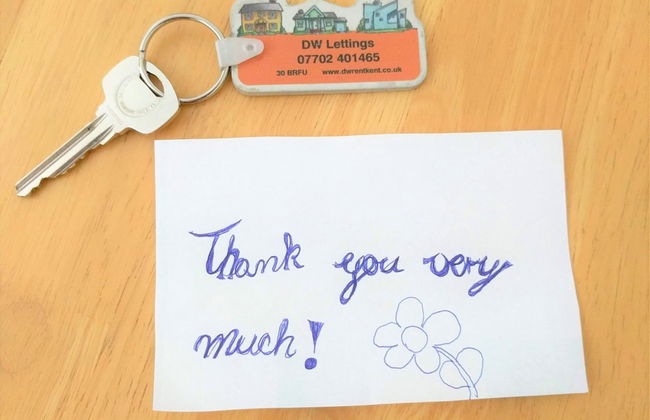 DW Lettings
07702 401465
30 BRFU www.dwrentkent.co.uk
Thank you very
much!